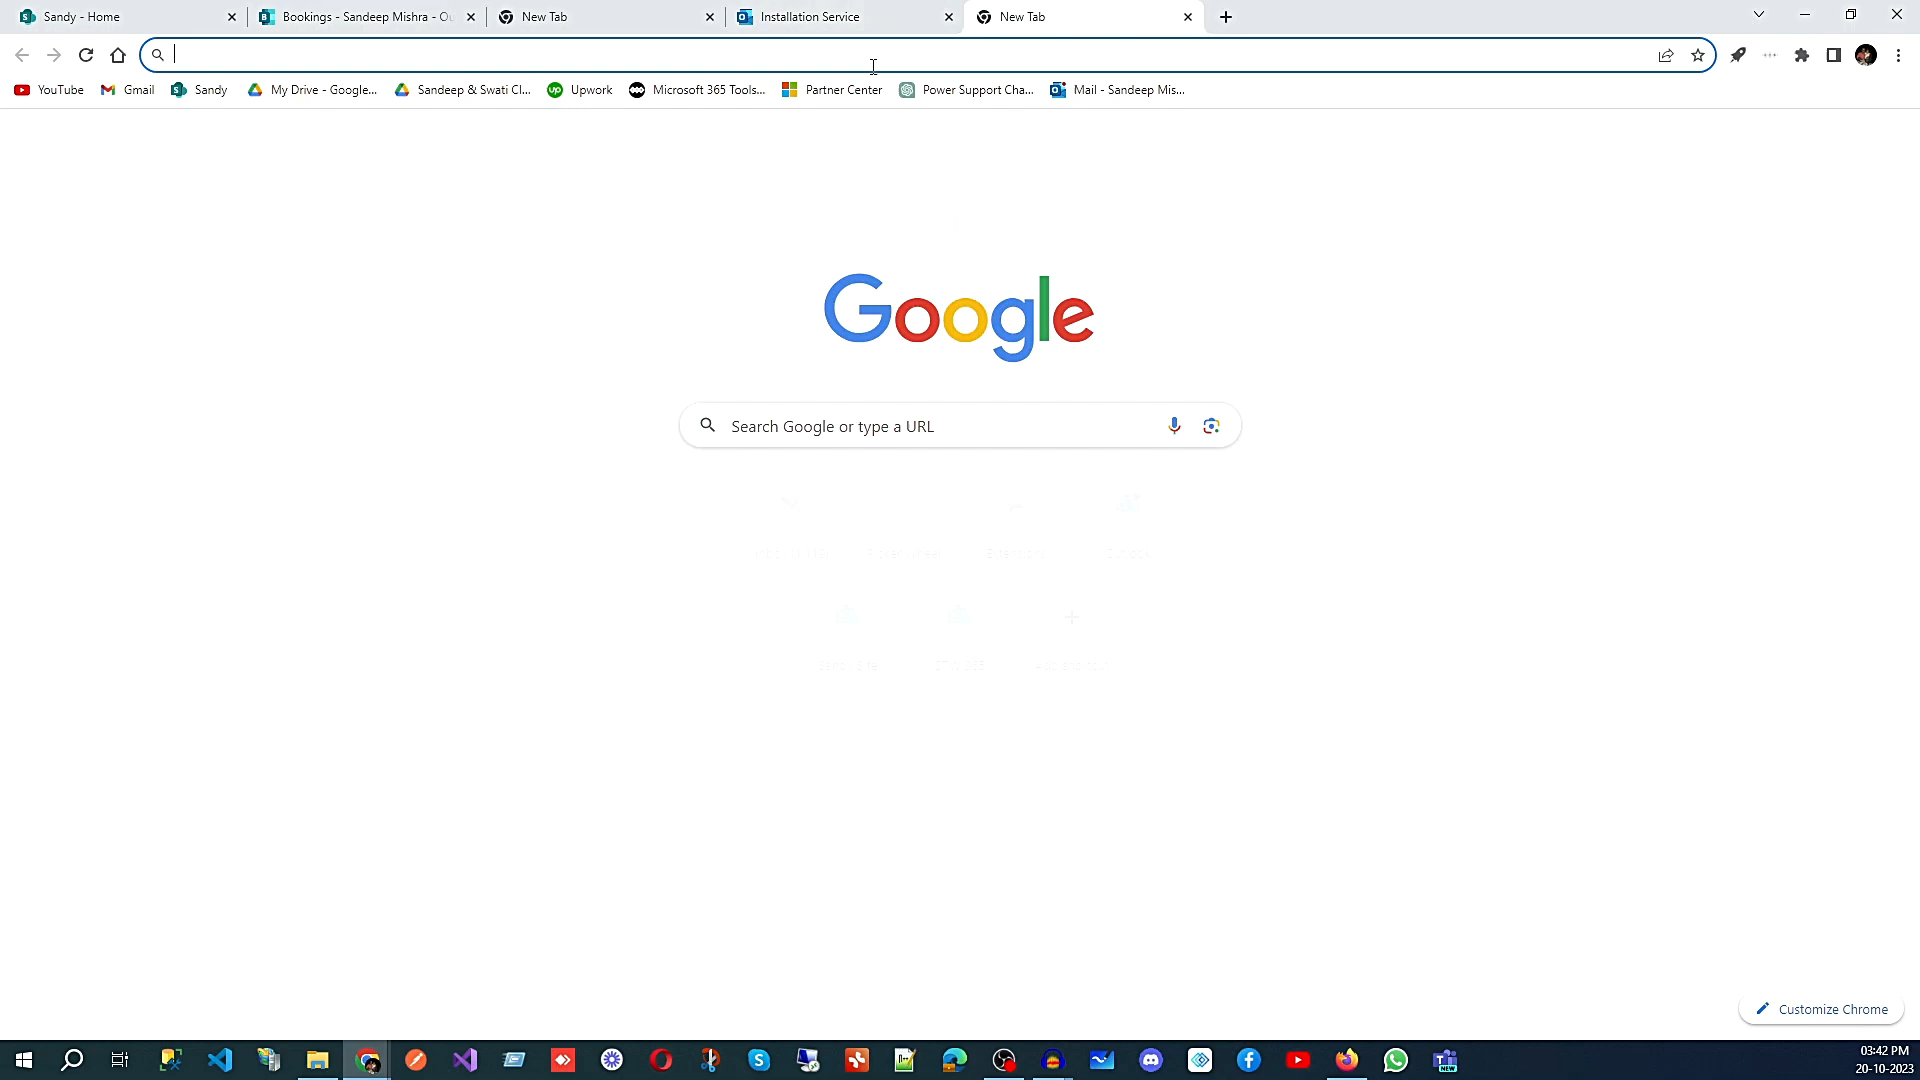 Sandy - Home
Bookings - Sandeep Mishra - Ou
New Tab
Installation Service
New Tab
YouTube
Gmail
Sandy
My Drive - Google...
Sandeep & Swati Cl...
Upwork
Microsoft 365 Tools...
Partner Center
Power Support Cha...
Mail - Sandeep Mis...
Google
Search Google or type a URL
Customize Chrome
03:42 PM
20-10-2023